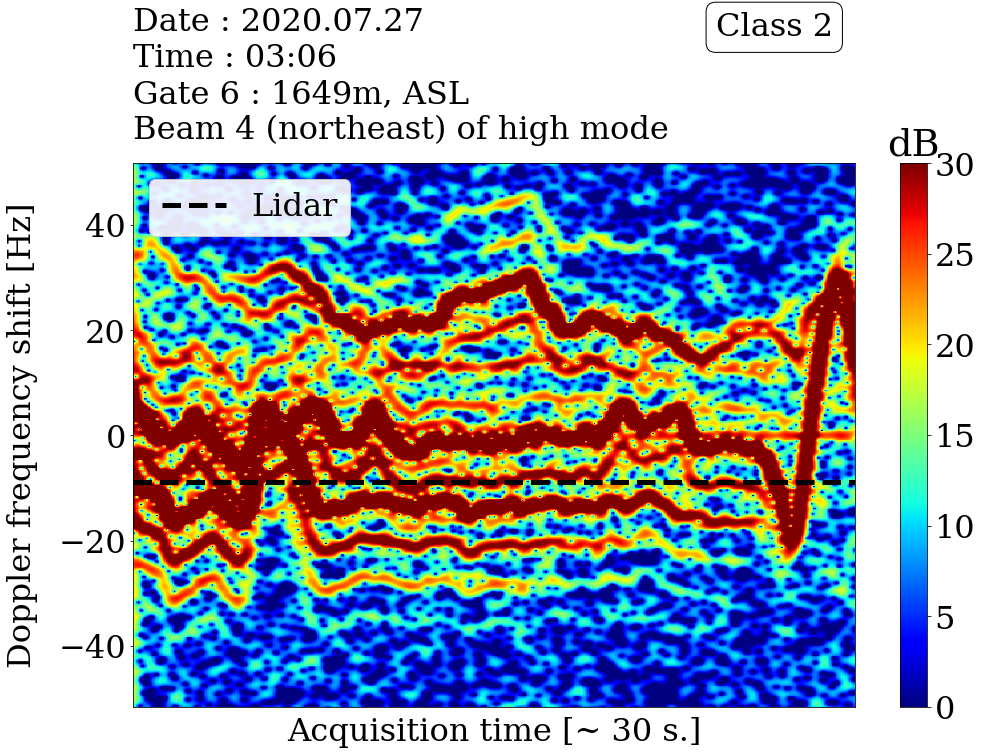 Date : 2020.07.27
Time : 03:06
Gate 6 : 1649m, ASL
Beam 4 (northeast) of high mode
Class 2
dB
Lidar
Doppler frequency shift [Hz]
40
20
0
−20
−40
30
25
20
15
10
5
0
Acquisition time [~ 30 s.]